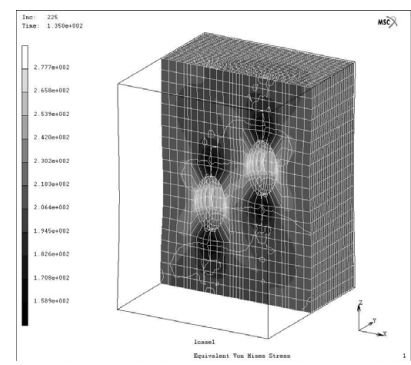 Inc: 226
Time: 1.350e+002
MSC
2.777e+002
2.658e+002
2.539e+002
2.420e+002
2.302e+002
2.183e+002
2.064e+002
1.945e+002
1.826e+002
1.708e+002
1.589e+002
Z
Y
X
lcase1
Equivalent Von Mises Stress
1